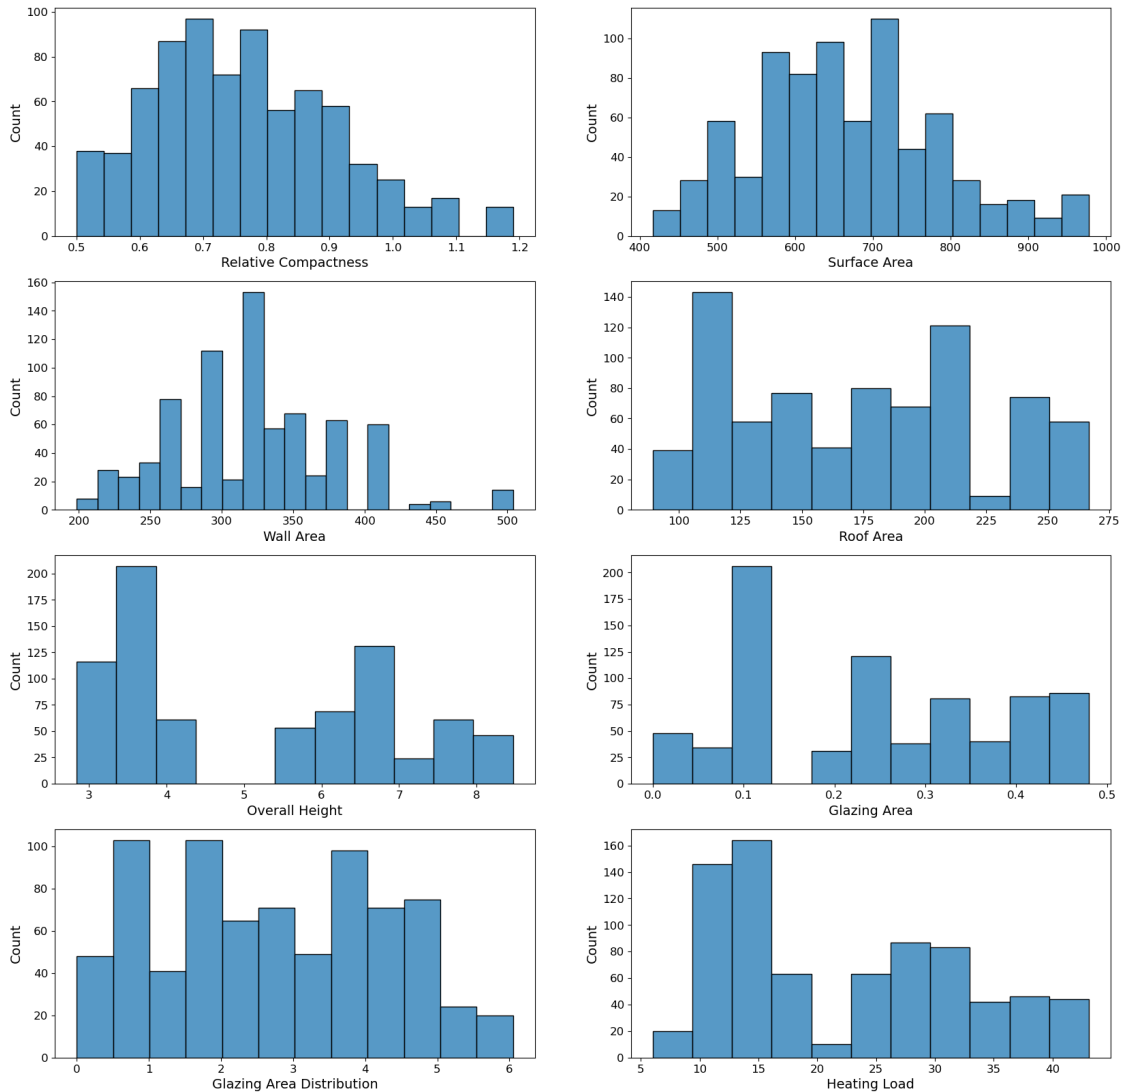 100
80
60
40
20
0
Count
0.5 0.6 0.7 0.8 0.9 1.0 1.1 1.2
Relative Compactness
100
80
60
40
20
0
Count
400 500 600 700 800 900 1000
Surface Area
160
140
120
100
80
60
40
20
0
Count
200 250 300 350 400 450 500
Wall Area
140
120
100
80
60
40
20
0
Count
100 125 150 175 200 225 250 275
Roof Area
200
175
150
125
100
75
50
25
0
Count
3 4 5 6 7 8
Overall Height
200
175
150
125
100
75
50
25
0
Count
0.0 0.1 0.2 0.3 0.4 0.5
Glazing Area
100
80
60
40
20
0
Count
0 1 2 3 4 5 6
Glazing Area Distribution
160
140
120
100
80
60
40
20
0
Count
5 10 15 20 25 30 35 40
Heating Load